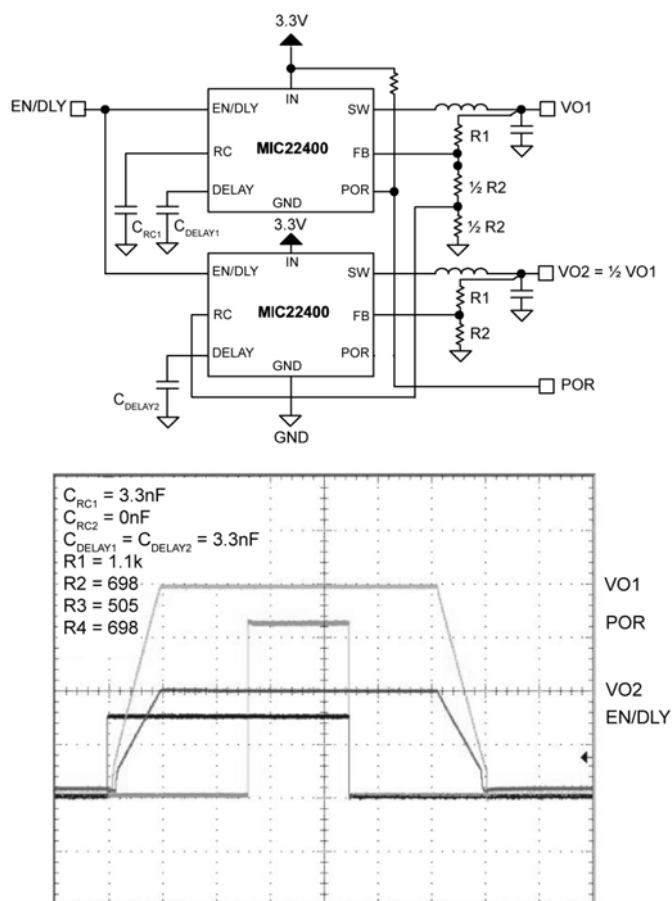 3.3V
EN/DLY
EN/DLY
IN
SW
VO1
RC
MIC22400
FB
R1
DELAY
GND
POR
½ R2
½ R2
C_RC1
C_DELAY1
3.3V
EN/DLY
IN
SW
VO2 = ½ VO1
RC
MIC22400
FB
R1
R2
DELAY
GND
POR
C_DELAY2
POR
GND
C_RC1 = 3.3nF
C_RC2 = 0nF
C_DELAY1 = C_DELAY2 = 3.3nF
R1 = 1.1k
R2 = 698
R3 = 505
R4 = 698
VO1
POR
VO2
EN/DLY